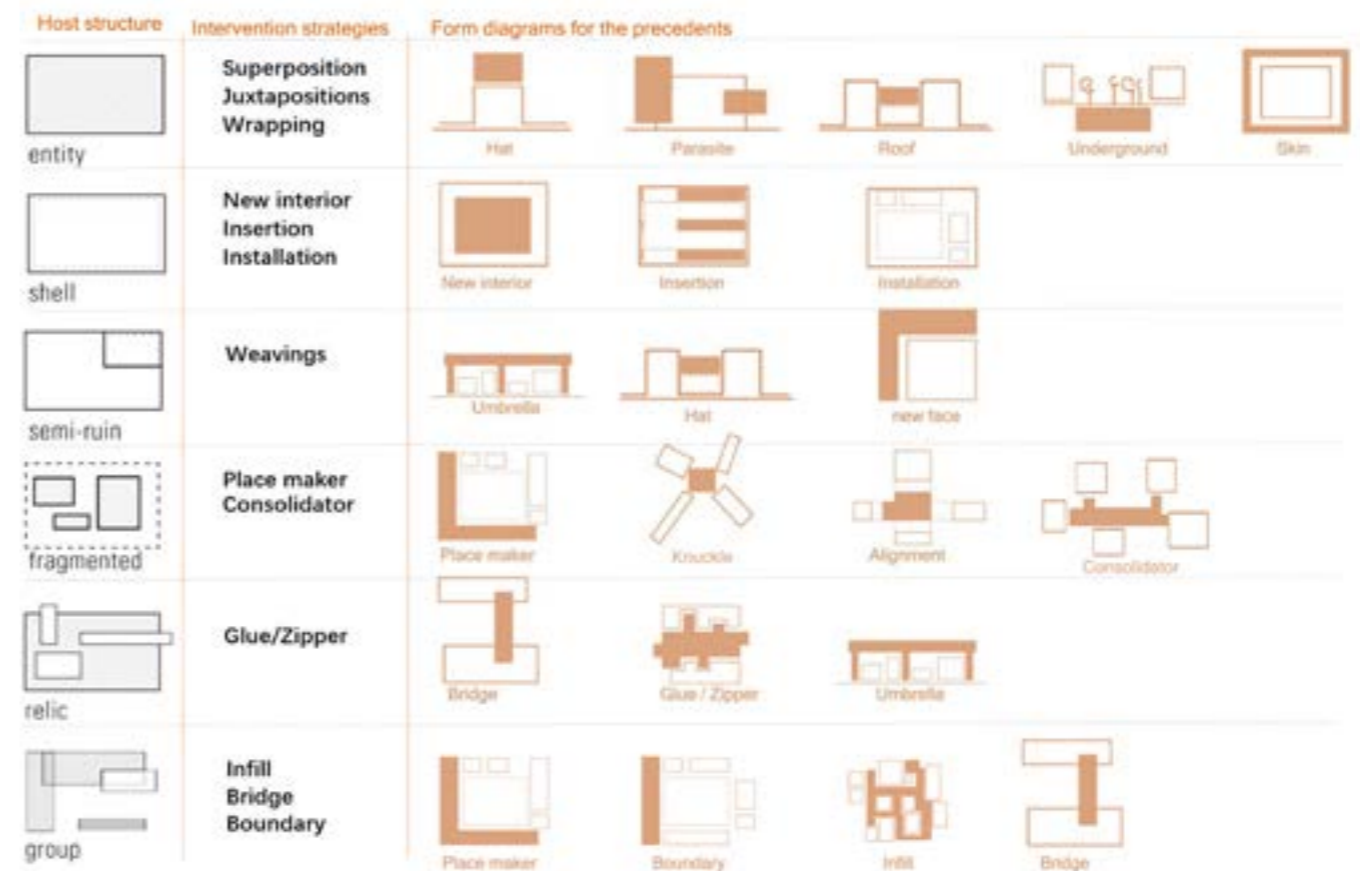 Host structure
Intervention strategies
Form diagrams for the precedents
entity
Superposition
Juxtapositions
Wrapping
Hat
Parasite
Roof
Underground
Skin
shell
New interior
Insertion
Installation
New interior
Insertion
Installation
semi-ruin
Weavings
Umbrella
Hat
new face
fragmented
Place maker
Consolidator
Place maker
Knuckle
Alignment
Consolidator
relic
Glue/Zipper
Bridge
Glue / Zipper
Umbrella
group
Infill
Bridge
Boundary
Place maker
Boundary
Infill
Bridge